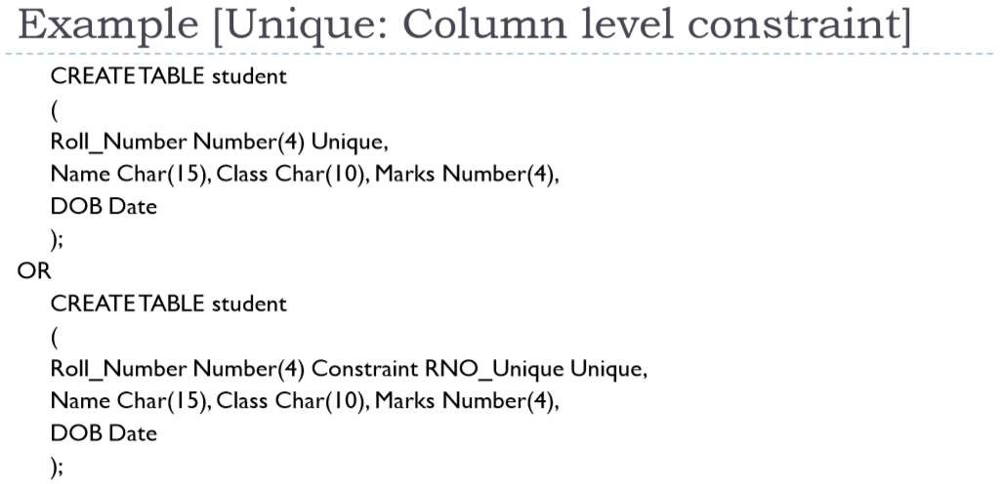 Example [Unique: Column level constraint]
CREATE TABLE student
(
Roll_Number Number(4) Unique,
Name Char(15), Class Char(10), Marks Number(4),
DOB Date
);
OR
CREATE TABLE student
(
Roll_Number Number(4) Constraint RNO_Unique Unique,
Name Char(15), Class Char(10), Marks Number(4),
DOB Date
);